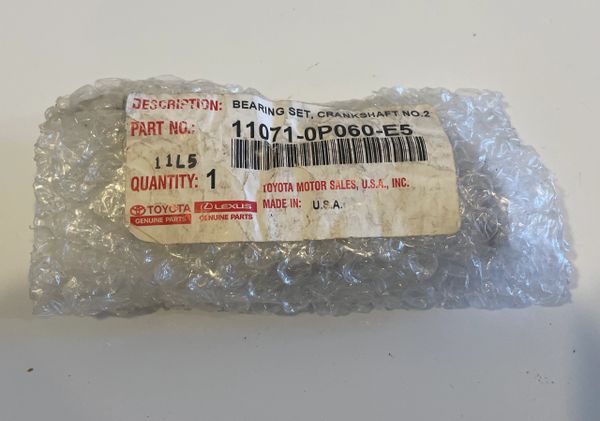 DESCRIPTION: BEARING SET, CRANKSHAFT NO.2
PART NO.: 11071-0P060-E5
11L5
QUANTITY: 1 TOYOTA MOTOR SALES, U.S.A., INC.
TOYOTA LEXUS MADE IN: U.S.A.
GENUINE PARTS GENUINE PARTS